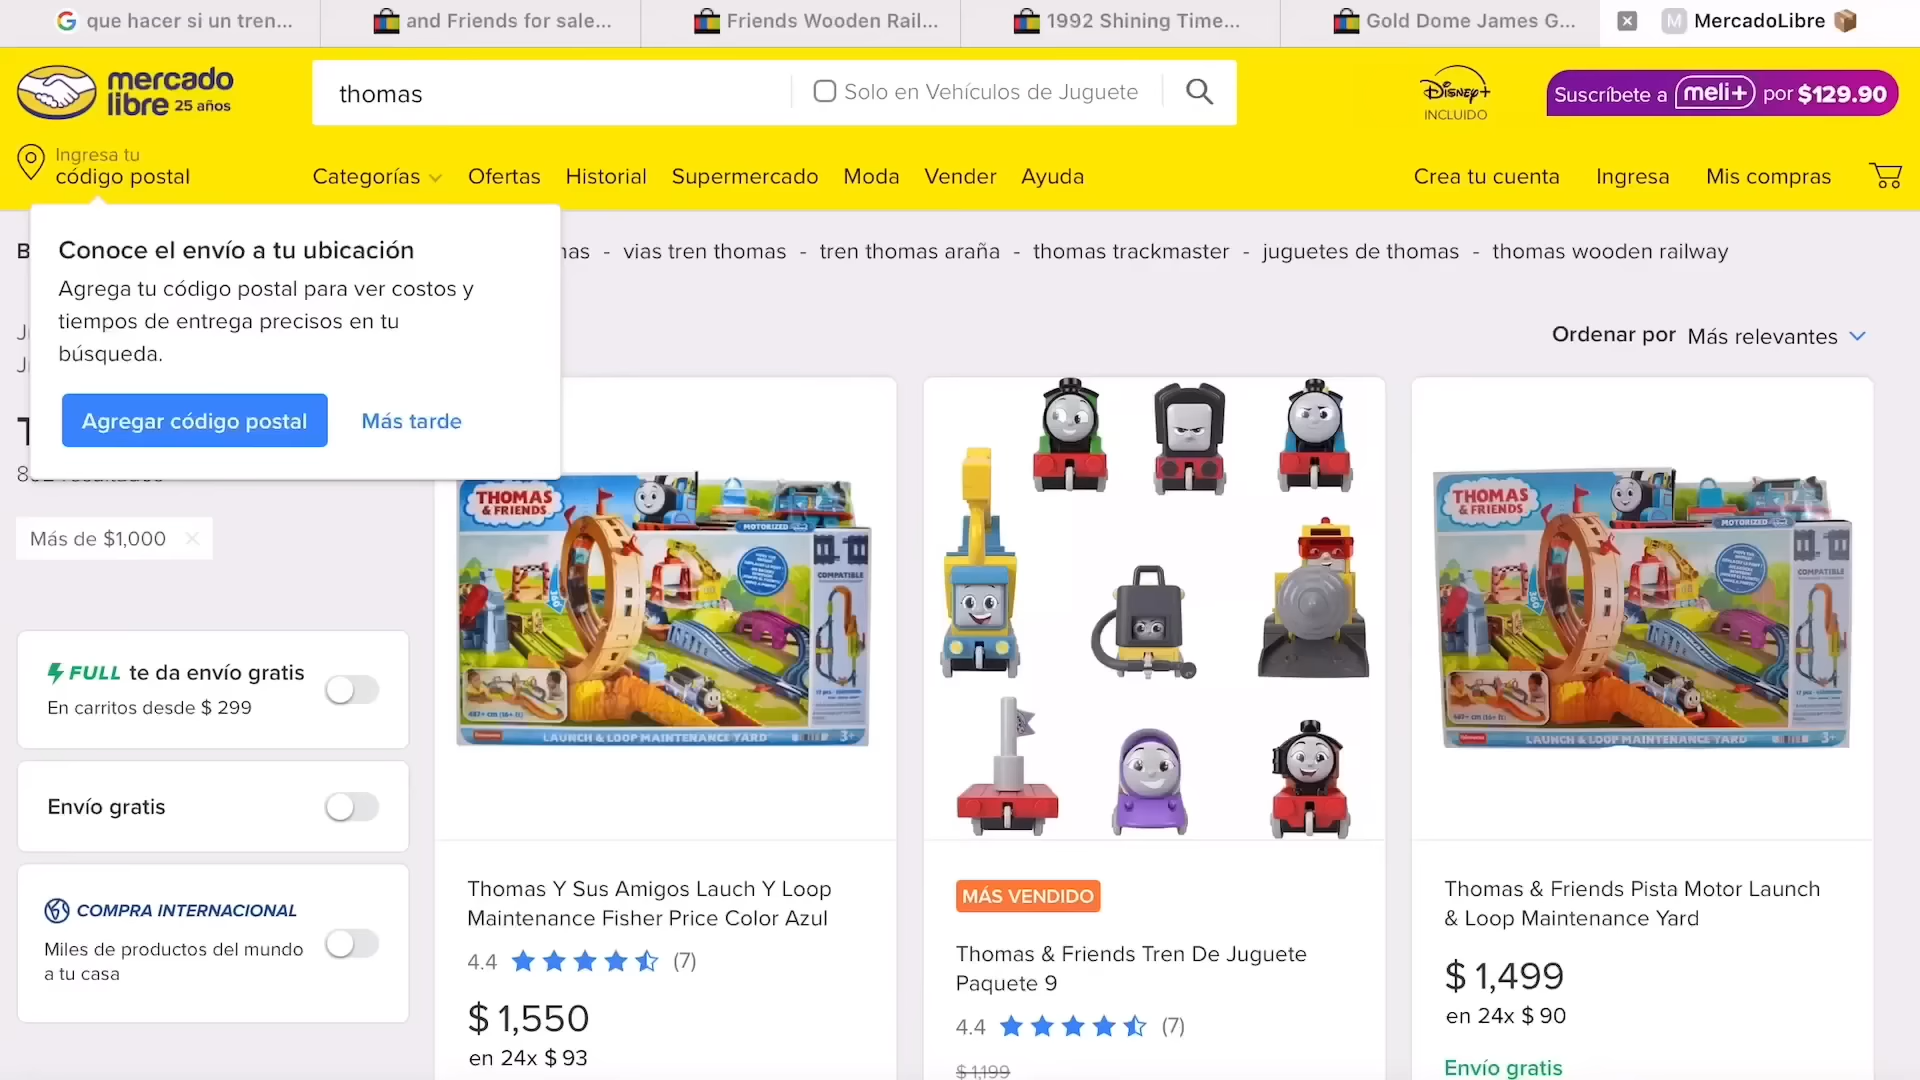 que hacer si un tren...
and Friends for sale...
Friends Wooden Rail...
1992 Shining Time...
Gold Dome James G...
MercadoLibre
mercado libre 25 años
thomas
Solo en Vehículos de Juguete
Disney+
INCLUIDO
Suscríbete a meli+ por $129.90
Ingresa tu
código postal
Categorías
Ofertas
Historial
Supermercado
Moda
Vender
Ayuda
Crea tu cuenta
Ingresa
Mis compras
- vias tren thomas - tren thomas araña - thomas trackmaster - juguetes de thomas - thomas wooden railway
Conoce el envío a tu ubicación
Agrega tu código postal para ver costos y
tiempos de entrega precisos en tu
búsqueda.
Agregar código postal
Más tarde
Ordenar por Más relevantes
Más de $1,000
FULL te da envío gratis
En carritos desde $ 299
Envío gratis
COMPRA INTERNACIONAL
Miles de productos del mundo
a tu casa
THOMAS
& FRIENDS
MOTORIZED
COMPATIBLE
360
LAUNCH & LOOP MAINTENANCE YARD
3+
Thomas Y Sus Amigos Lauch Y Loop
Maintenance Fisher Price Color Azul
4.4 (7)
$ 1,550
en 24x $ 93
MÁS VENDIDO
Thomas & Friends Tren De Juguete
Paquete 9
4.4 (7)
$ 1,199
THOMAS
& FRIENDS
MOTORIZED
COMPATIBLE
360
LAUNCH & LOOP MAINTENANCE YARD
3+
Thomas & Friends Pista Motor Launch
& Loop Maintenance Yard
$ 1,499
en 24x $ 90
Envío gratis